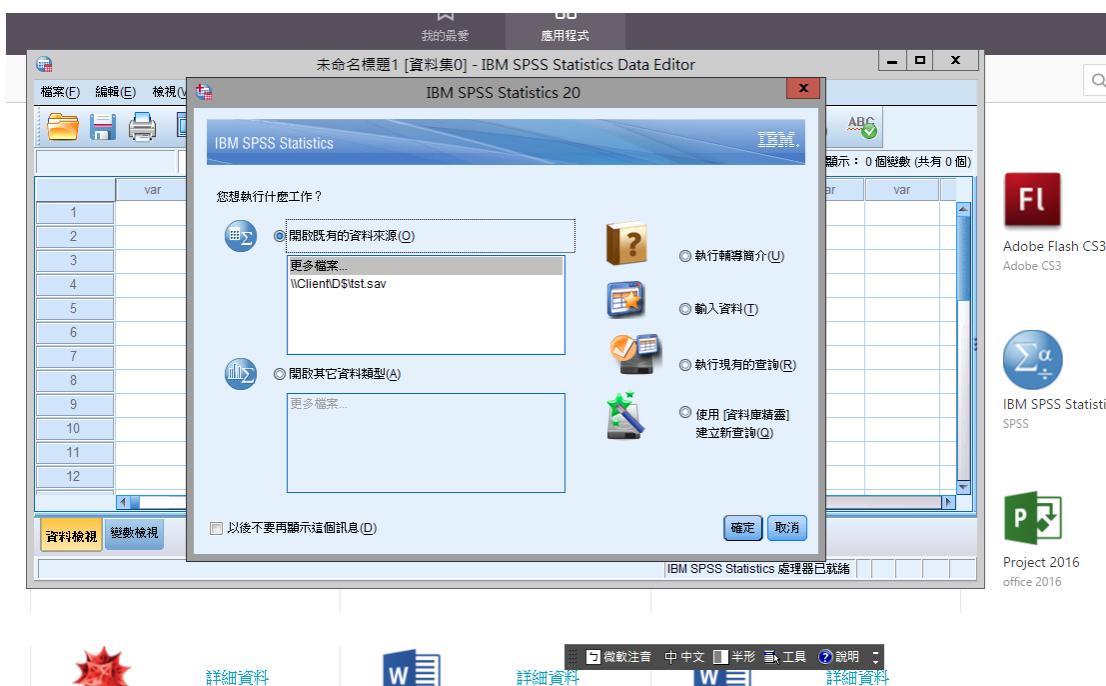 我的最愛
應用程式
未命名標題1 [資料集0] - IBM SPSS Statistics Data Editor
檔案(F) 編輯(E) 檢視(V
IBM SPSS Statistics 20
IBM SPSS Statistics
IBM.
ABC
顯示： 0 個變數 (共有 0 個)
var
ar
var
1
2
3
4
5
6
7
8
9
10
11
12
您想執行什麼工作？
開啟既有的資料來源(O)
更多檔案...
\\Client\D$\tst.sav
開啟其它資料類型(A)
更多檔案...
執行輔導簡介(U)
輸入資料(T)
執行現有的查詢(R)
使用 [資料庫精靈]
建立新查詢(Q)
以後不要再顯示這個訊息(D)
確定
取消
資料檢視
變數檢視
IBM SPSS Statistics 處理器已就緒
FL
Adobe Flash CS3
Adobe CS3
Σα÷
IBM SPSS Statisti
SPSS
P
Project 2016
office 2016
微軟注音 中 中文 半形 工具 說明
詳細資料
W
詳細資料
W
詳細資料